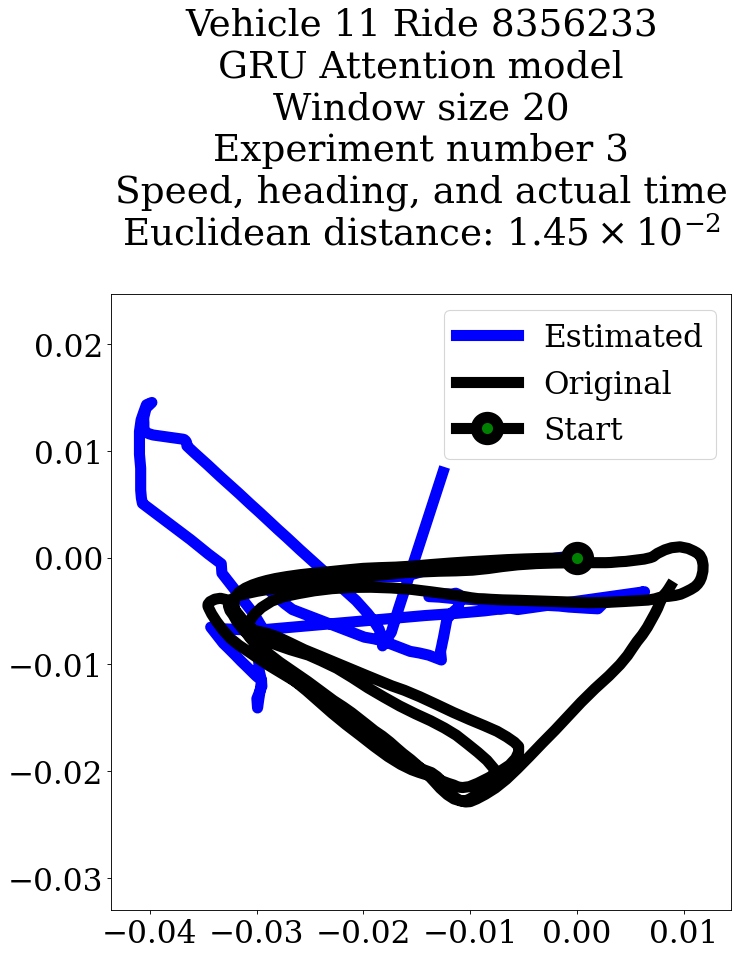 Vehicle 11 Ride 8356233
GRU Attention model
Window size 20
Experiment number 3
Speed, heading, and actual time
Euclidean distance: 1.45 × 10⁻²
Estimated
Original
Start
0.02
0.01
0.00
−0.01
−0.02
−0.03
−0.04 −0.03 −0.02 −0.01 0.00 0.01